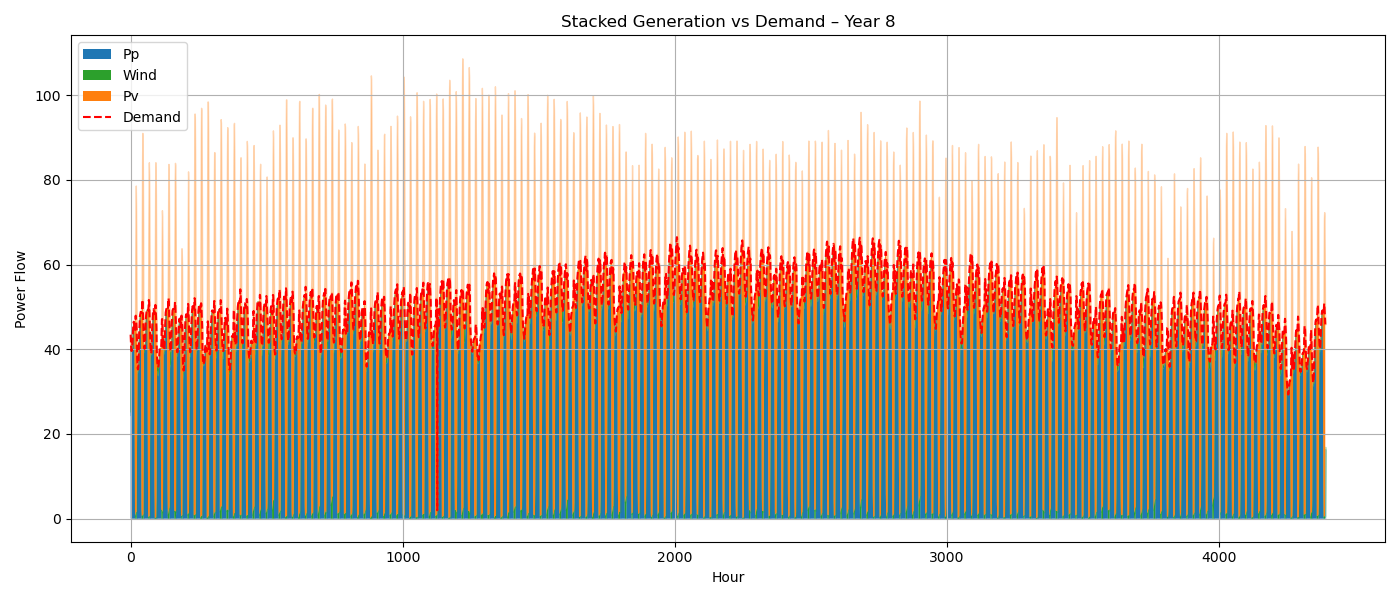 Stacked Generation vs Demand – Year 8
Pp
Wind
Pv
Demand
Power Flow
100
80
60
40
20
0
0 1000 2000 3000 4000
Hour